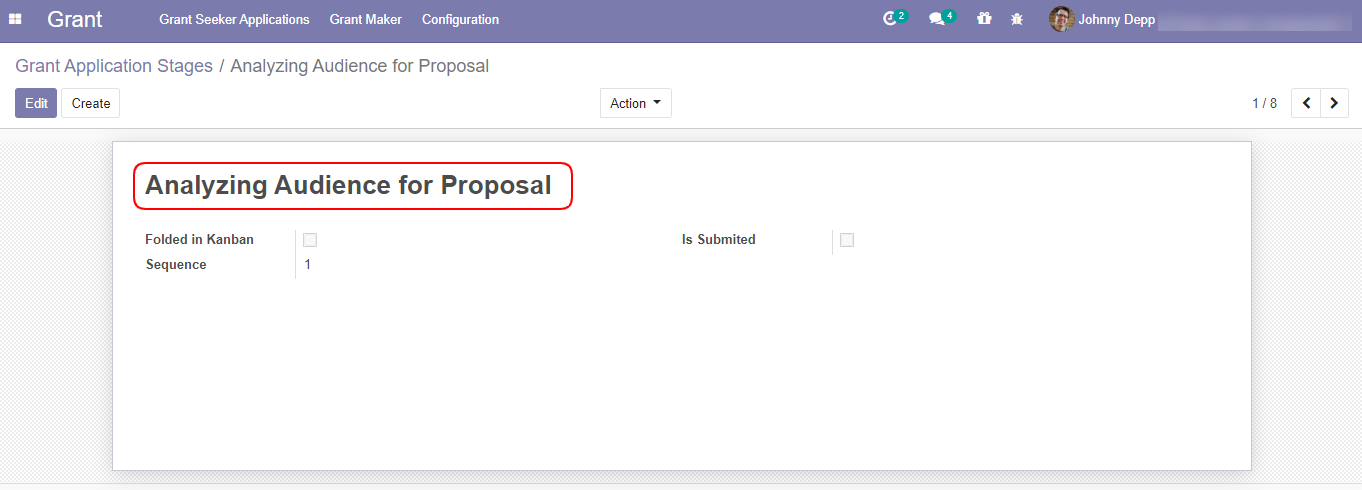 Grant Grant Seeker Applications Grant Maker Configuration 2 4 Johnny Depp
Grant Application Stages / Analyzing Audience for Proposal
Edit Create Action 1 / 8
Analyzing Audience for Proposal
Folded in Kanban Is Submited
Sequence 1